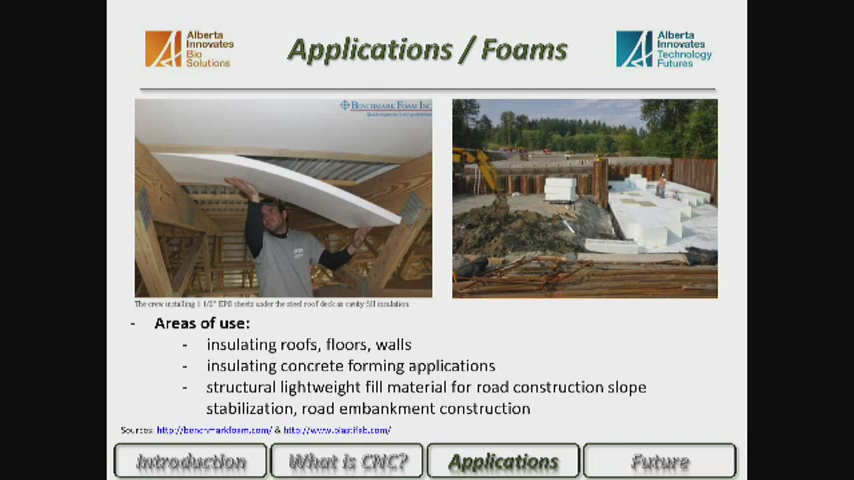 Alberta
Innovates
Bio
Solutions
Applications / Foams
Alberta
Innovates
Technology
Futures
BENCHMARK FOAM INC
The crew installing 1 1/2" EPS sheets under the steel roof deck as cavity fill insulation
- Areas of use:
- insulating roofs, floors, walls
- insulating concrete forming applications
- structural lightweight fill material for road construction slope
stabilization, road embankment construction
Sources: http://benchmarkfoam.com/ & http://www.plastifab.com/
Introduction
What is CNC?
Applications
Future